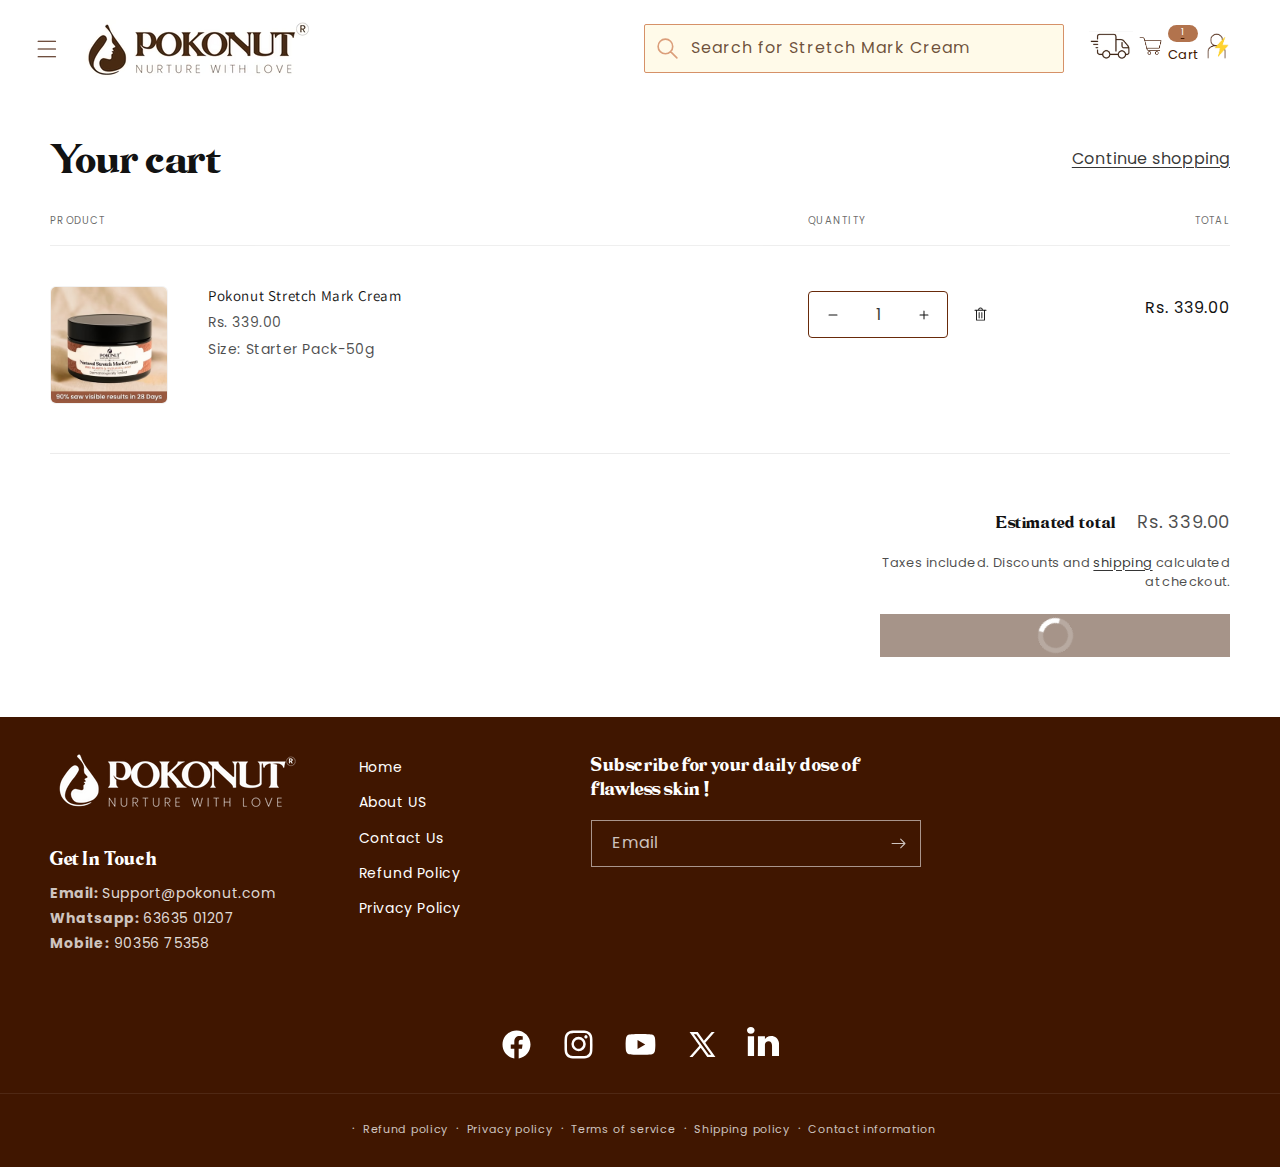 POKONUT®
NURTURE WITH LOVE
Search for Stretch Mark Cream
1
Cart
Your cart
Continue shopping
PRODUCT
QUANTITY
TOTAL
POKONUT
Natural Stretch Mark Cream
90% saw visible results in 28 Days
Pokonut Stretch Mark Cream
Rs. 339.00
Size: Starter Pack-50g
1
Rs. 339.00
Estimated total
Rs. 339.00
Taxes included. Discounts and shipping calculated
at checkout.
POKONUT®
NURTURE WITH LOVE
Get In Touch
Email: Support@pokonut.com
Whatsapp: 63635 01207
Mobile: 90356 75358
Home
About US
Contact Us
Refund Policy
Privacy Policy
Subscribe for your daily dose of
flawless skin !
Email
· Refund policy · Privacy policy · Terms of service · Shipping policy · Contact information